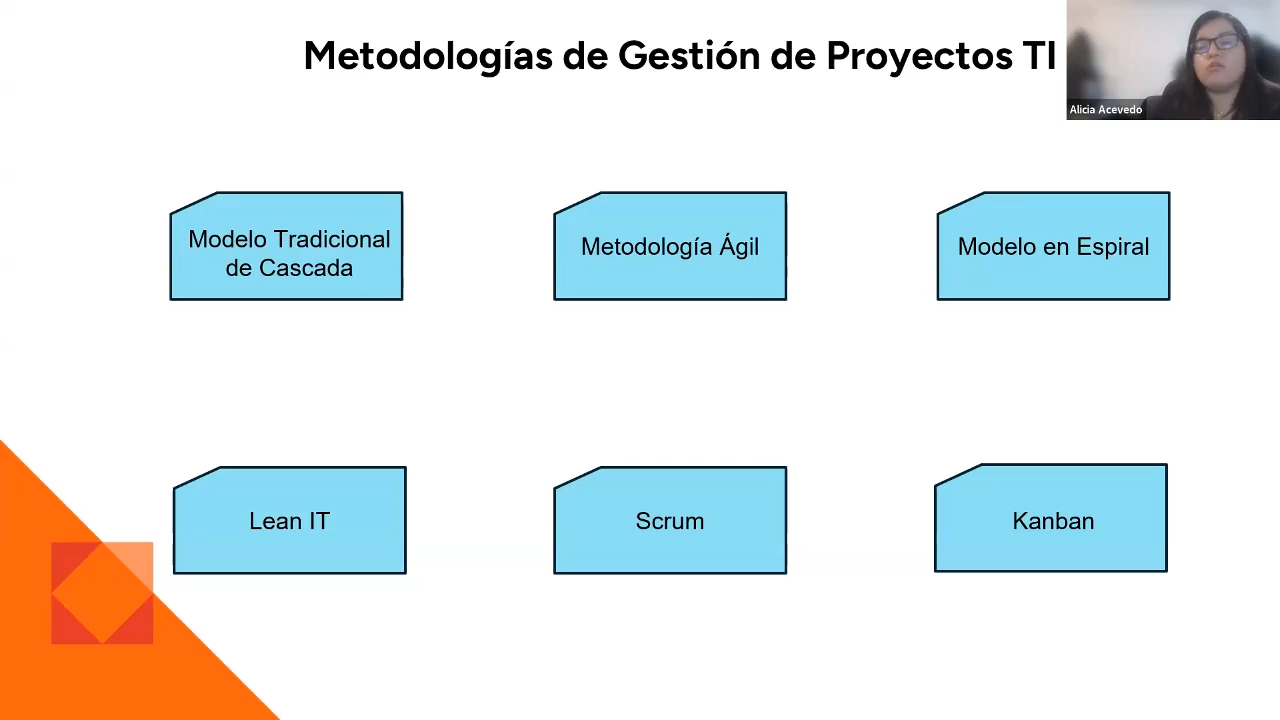 Metodologías de Gestión de Proyectos TI
Alicia Acevedo
Modelo Tradicional
de Cascada
Metodología Ágil
Modelo en Espiral
Lean IT
Scrum
Kanban